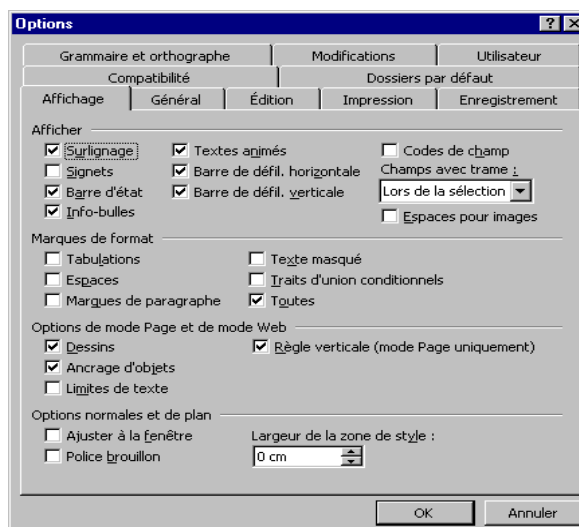 Options
Grammaire et orthographe Modifications Utilisateur
Compatibilité Dossiers par défaut
Affichage Général Édition Impression Enregistrement
Afficher
Surlignage Textes animés Codes de champ
Signets Barre de défil. horizontale Champs avec trame :
Barre d'état Barre de défil. verticale Lors de la sélection
Info-bulles Espaces pour images
Marques de format
Tabulations Texte masqué
Espaces Traits d'union conditionnels
Marques de paragraphe Toutes
Options de mode Page et de mode Web
Dessins Règle verticale (mode Page uniquement)
Ancrage d'objets
Limites de texte
Options normales et de plan
Ajuster à la fenêtre Largeur de la zone de style :
Police brouillon 0 cm
OK Annuler